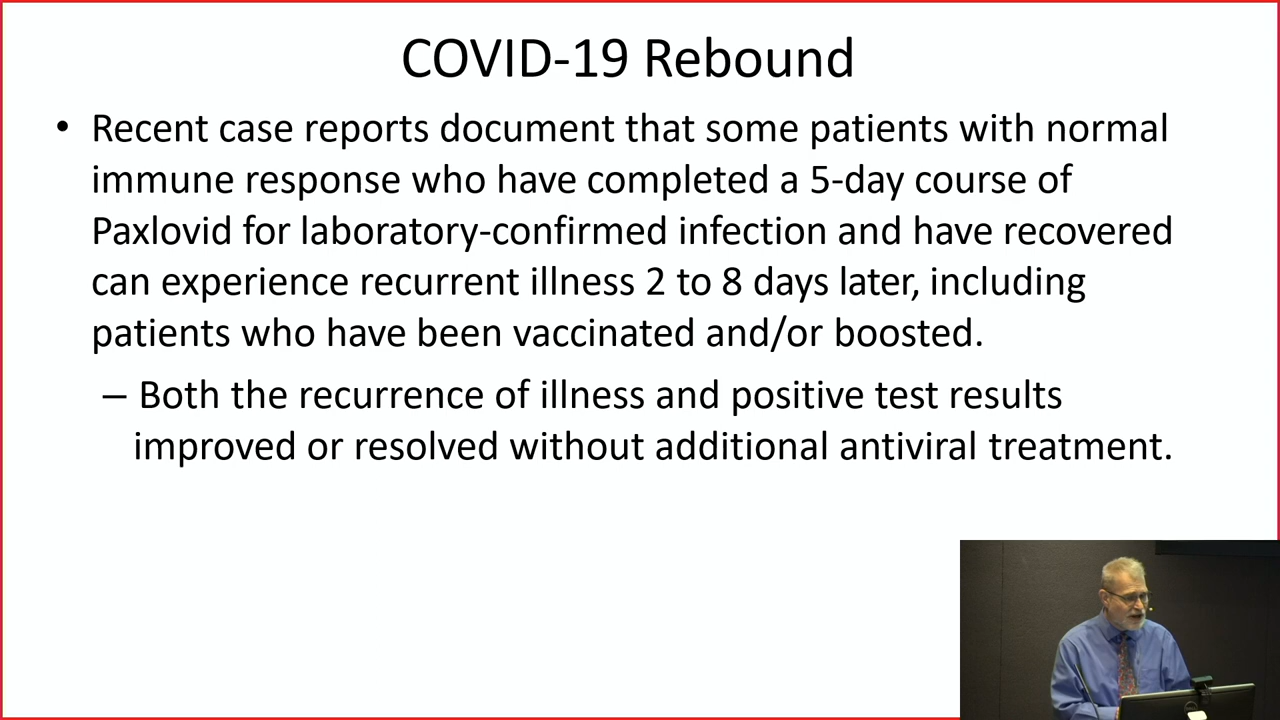 COVID-19 Rebound
• Recent case reports document that some patients with normal
immune response who have completed a 5-day course of
Paxlovid for laboratory-confirmed infection and have recovered
can experience recurrent illness 2 to 8 days later, including
patients who have been vaccinated and/or boosted.
– Both the recurrence of illness and positive test results
improved or resolved without additional antiviral treatment.